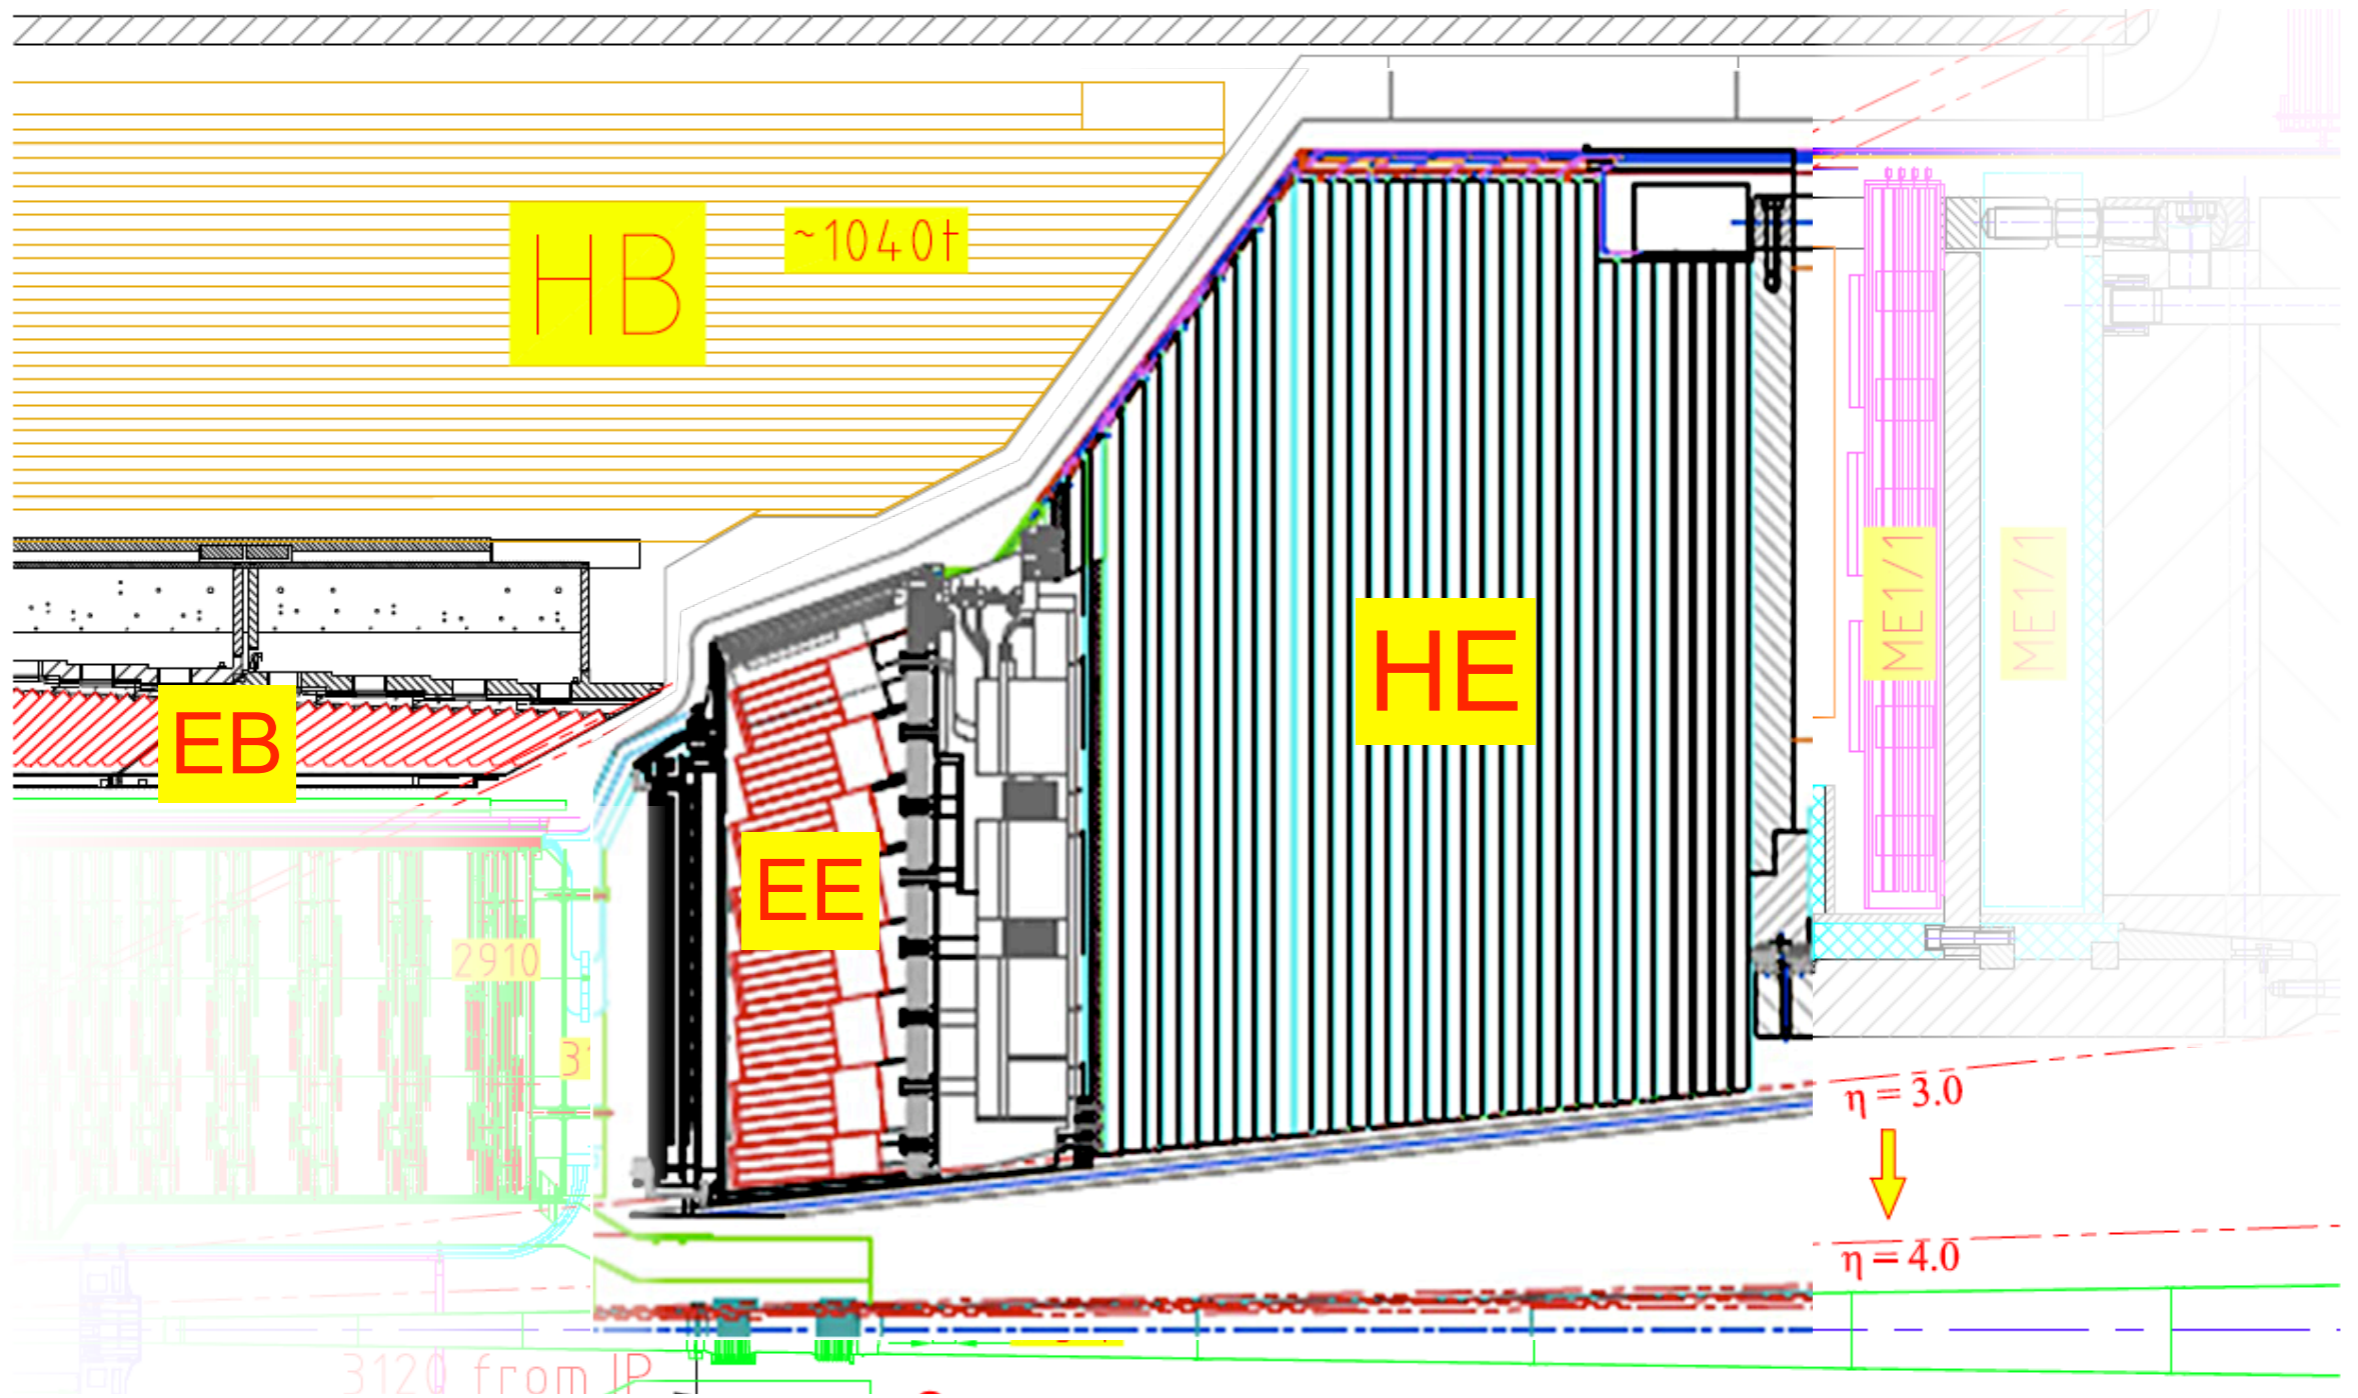 HB
~1040t
HE
ME1/1
ME1/1
EB
EE
2910
η = 3.0
η = 4.0
3120 from IP